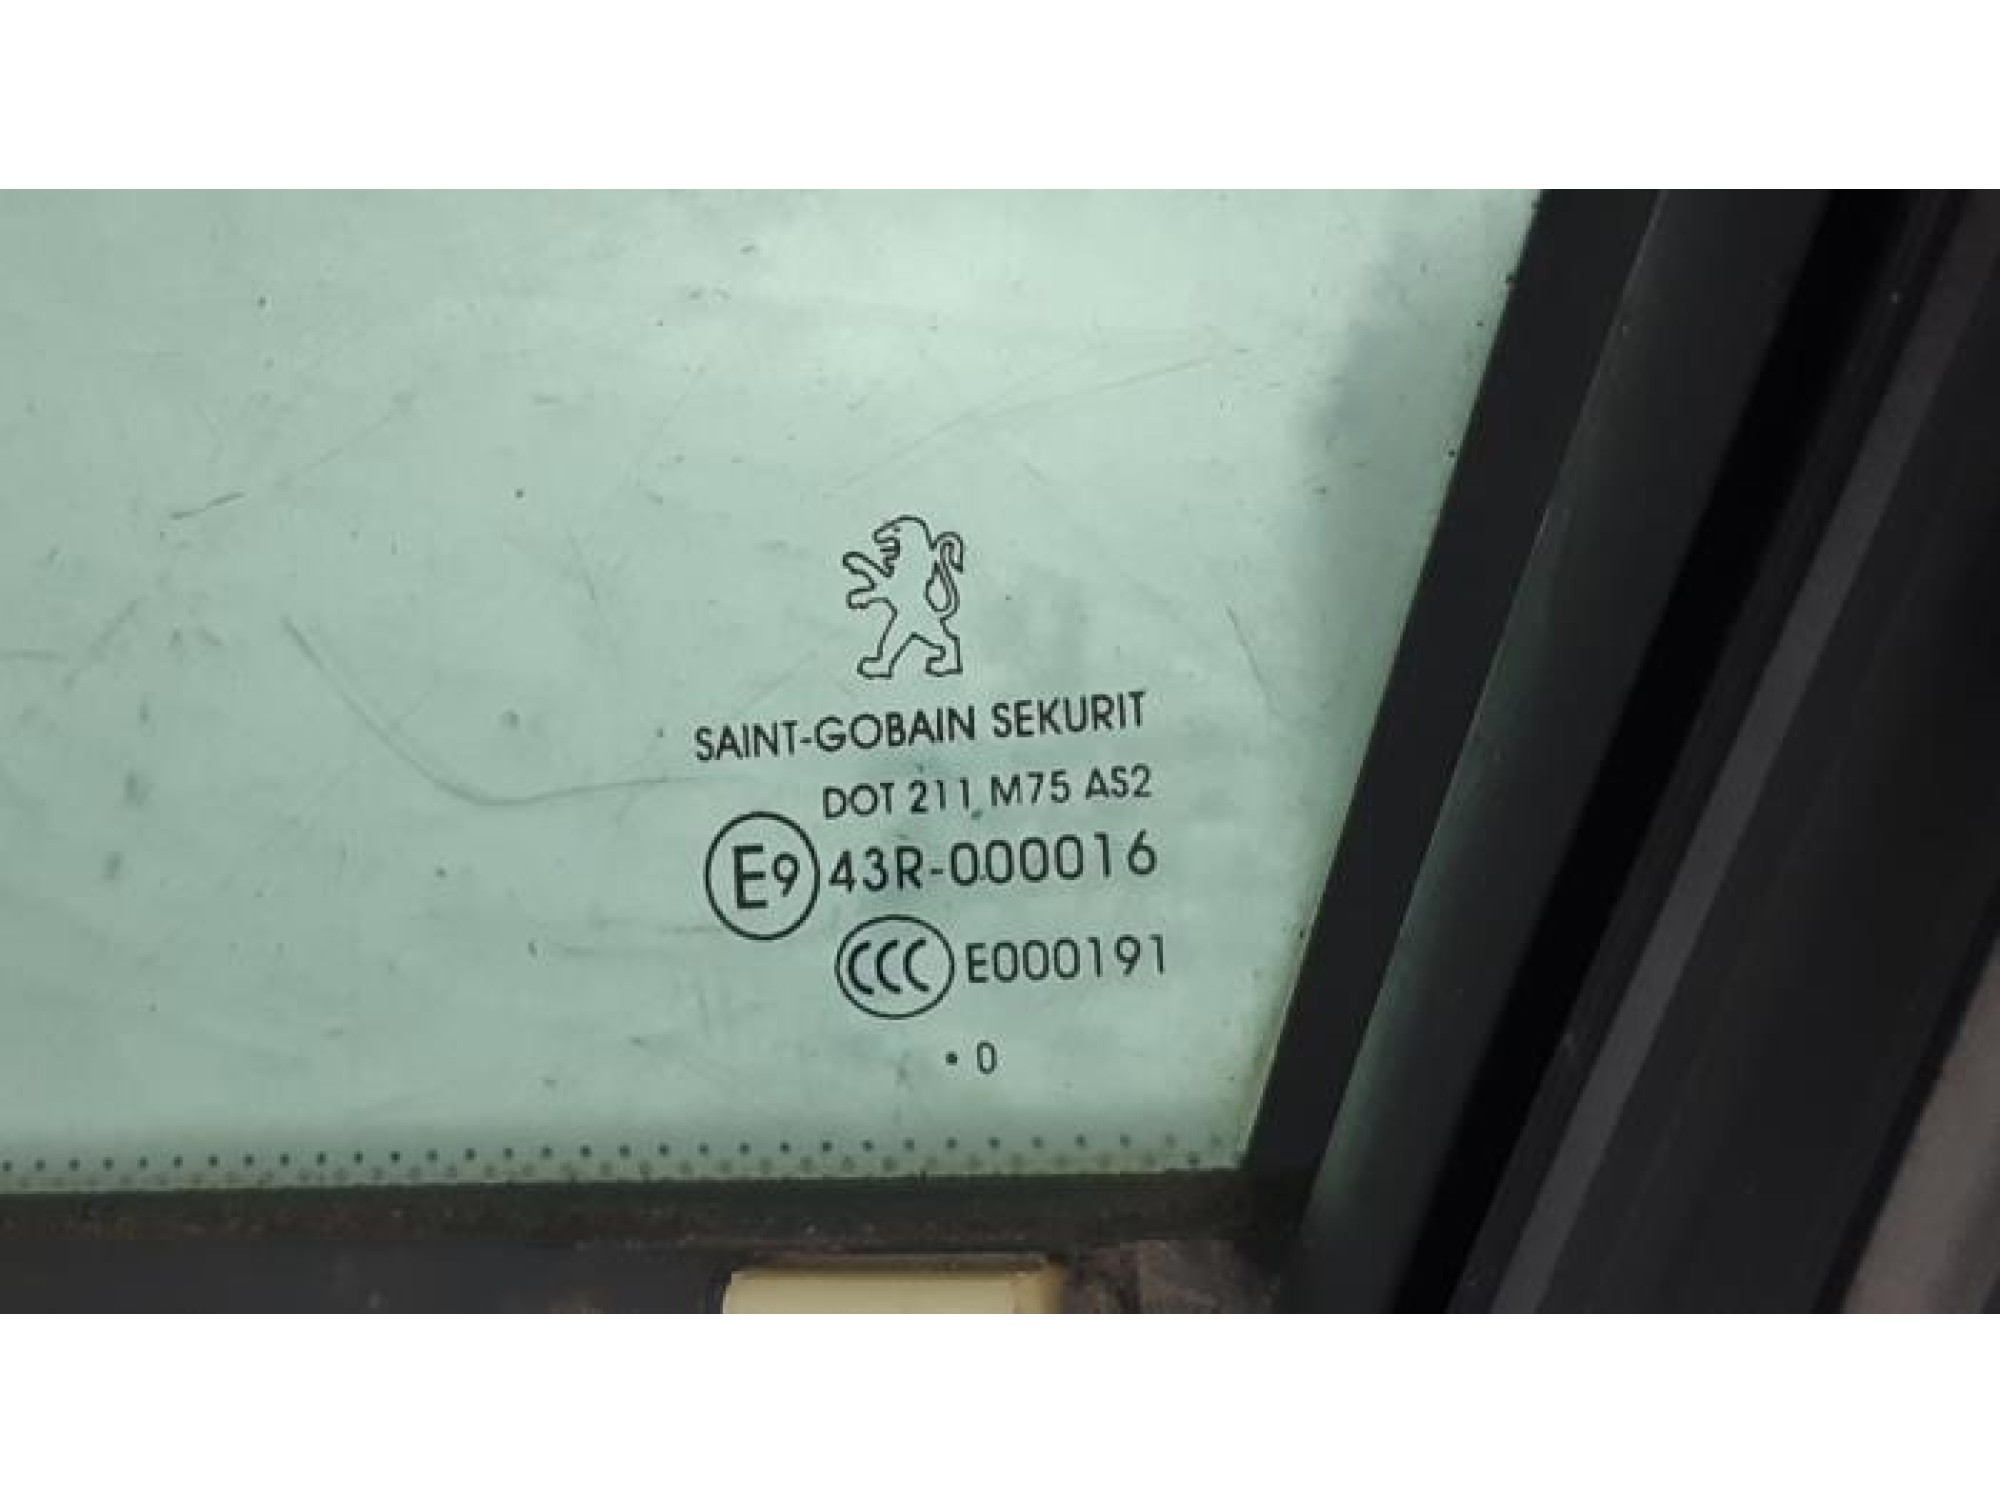 SAINT-GOBAIN SEKURIT
DOT 211 M75 AS2
E9 43R-000016
CCC E000191
• 0